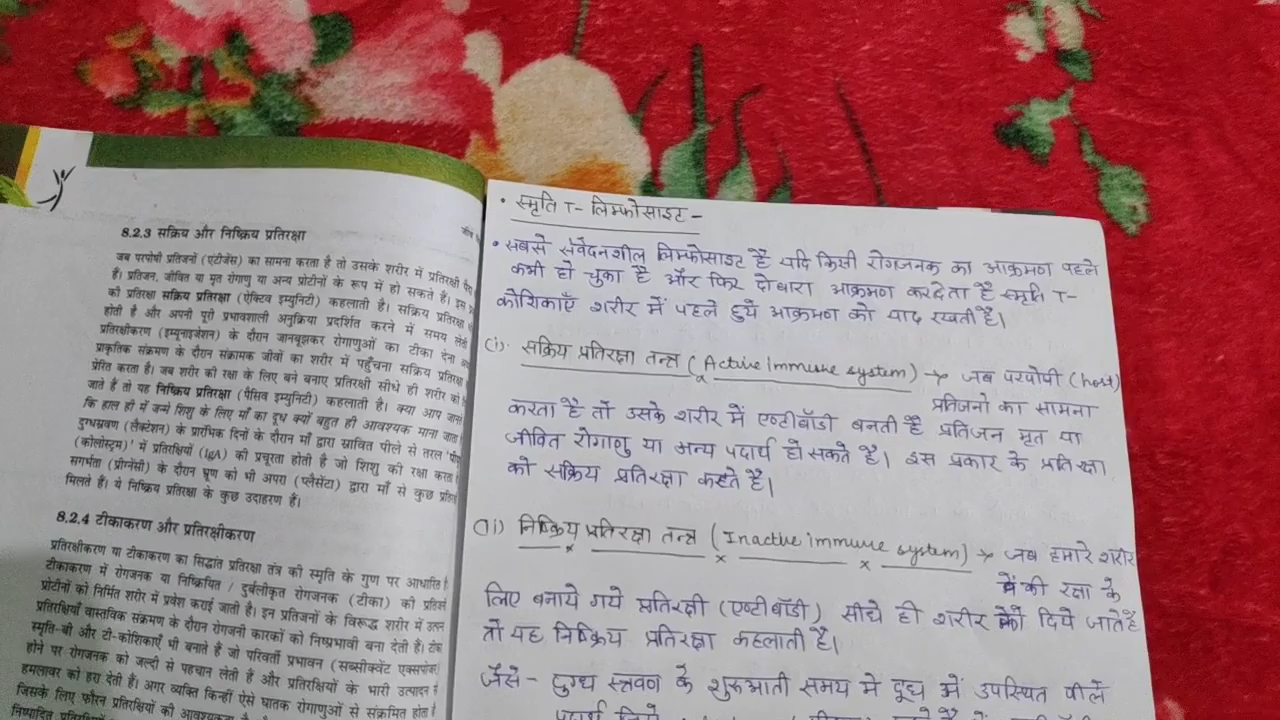 8.2.3 सक्रिय और निष्क्रिय प्रतिरक्षा
जब परपोषी प्रतिजनों (एंटीजेंस) का सामना करता है तो उसके शरीर में प्रतिरक्षी
हैं। प्रतिजन, जीवित या मृत रोगाणु या अन्य प्रोटीनों के रूप में हो सकते हैं। इस
को प्रतिरक्षा सक्रिय प्रतिरक्षा (ऐक्टिव इम्युनिटी) कहलाती है। सक्रिय प्रतिरक्षा
होती है और अपनी पूरी प्रभावशाली अनुक्रिया प्रदर्शित करने में समय लेती
प्रतिरक्षीकरण (इम्यूनाइजेशन) के दौरान जानबूझकर रोगाणुओं का टीका देना
प्राकृतिक संक्रमण के दौरान संक्रामक जीवों का शरीर में पहुँचना सक्रिय प्रतिरक्षा
प्रेरित करता है। जब शरीर की रक्षा के लिए बने बनाए प्रतिरक्षी सीधे ही शरीर को
जाते हैं तो यह निष्क्रिय प्रतिरक्षा (पैसिव इम्युनिटी) कहलाती है। क्या आप
कि हाल ही में जन्मे शिशु के लिए माँ का दूध क्यों बहुत ही आवश्यक माना जाता
दुग्धस्रवण (लैक्टेशन) के प्रारंभिक दिनों के दौरान माँ द्वारा स्रावित पीले से तरल
(कोलोस्ट्रम)' में प्रतिरक्षियों (IgA) की प्रचुरता होती है जो शिशु की रक्षा करता
सगर्भता (प्रीग्नेंसी) के दौरान भ्रूण को भी अपरा (प्लैसेंटा) द्वारा माँ से कुछ
मिलते हैं। ये निष्क्रिय प्रतिरक्षा के कुछ उदाहरण हैं।
8.2.4 टीकाकरण और प्रतिरक्षीकरण
प्रतिरक्षीकरण या टीकाकरण का सिद्धांत प्रतिरक्षा तंत्र की स्मृति के गुण पर आधारित
टीकाकरण में रोगजनक या निष्क्रियित / दुर्बलीकृत रोगजनक (टीका) की
प्रोटीनों को निर्मित शरीर में प्रवेश कराई जाती है। इन प्रतिजनों के विरूद्ध शरीर में
प्रतिरक्षियाँ वास्तविक संक्रमण के दौरान रोगजनी कारकों को निष्प्रभावी बना देती हैं।
स्मृति-बी और टी-कोशिकाएँ भी बनाते हैं जो परिवर्ती प्रभावन (सब्सीक्वेंट
होने पर रोगजनक को जल्दी से पहचान लेती हैं और प्रतिरक्षियों के भारी उत्पादन
हमलावर को हरा देती हैं। अगर व्यक्ति किन्हीं ऐसे घातक रोगाणुओं से संक्रमित
जिसके लिए फौरन प्रतिरक्षियों की आवश्यकता
• स्मृति T- लिम्फोसाइट -
• सबसे संवेदनशील लिम्फोसाइट है यदि किसी रोगजनक का आक्रमण पहले
कभी हो चुका है और फिर दोबारा आक्रमण करदेता है स्मृति T-
कोशिकाएँ शरीर में पहले हुये आक्रमण को याद रखती है।
(i). सक्रिय प्रतिरक्षा तन्त्र (Active immune system) → जब परपोषी (host)
प्रतिजनो का सामना
करता है तो उसके शरीर में एण्टीबॉडी बनती है प्रतिजन मृत या
जीवित रोगाणु या अन्य पदार्थ हो सकते है। इस प्रकार के प्रतिरक्षा
को सक्रिय प्रतिरक्षा कहते है।
(ii) निष्क्रिय प्रतिरक्षा तन्त्र (Inactive immune system) → जब हमारे शरीर
की रक्षा के
लिए बनाये गये प्रतिरक्षी (एण्टीबॉडी) सीधे ही शरीर को दिये जाते है
तो यह निष्क्रिय प्रतिरक्षा कहलाती है।
जैसे - दुग्ध स्त्रवण के शुरुआती समय मे दूध में उपस्थित पीले